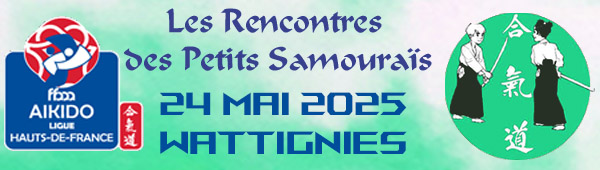 Les Rencontres
des Petits Samouraïs
24 MAI 2025
WATTIGNIES
ffaaa
AIKIDO
LIGUE
HAUTS-DE-FRANCE
合氣道
合氣道